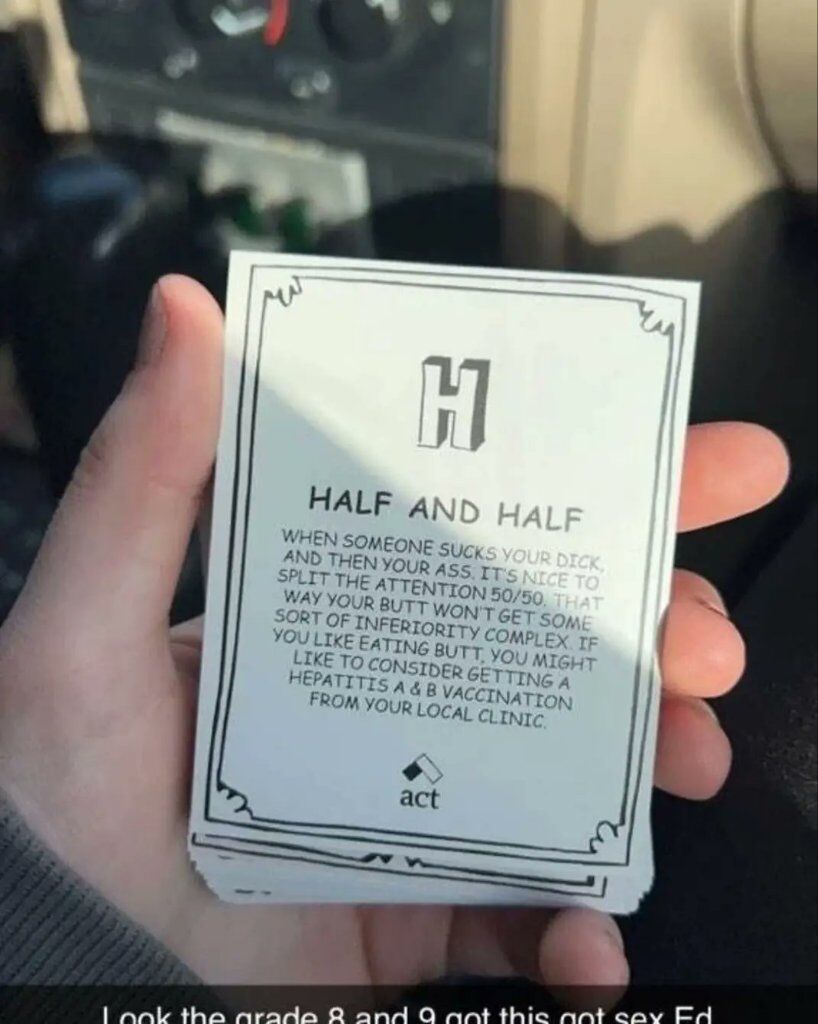 H
HALF AND HALF
WHEN SOMEONE SUCKS YOUR DICK,
AND THEN YOUR ASS. IT'S NICE TO
SPLIT THE ATTENTION 50/50. THAT
WAY YOUR BUTT WON'T GET SOME
SORT OF INFERIORITY COMPLEX. IF
YOU LIKE EATING BUTT, YOU MIGHT
LIKE TO CONSIDER GETTING A
HEPATITIS A & B VACCINATION
FROM YOUR LOCAL CLINIC.
act
Look the grade 8 and 9 got this got sex Ed